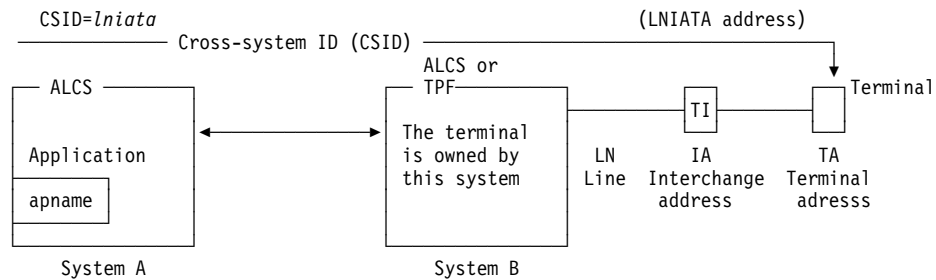 CSID=lniata
(LNIATA address)
Cross-system ID (CSID)
ALCS
ALCS or
TPF
Terminal
TI
Application
apname
The terminal
is owned by
this system
LN
Line
IA
Interchange
address
TA
Terminal
adresss
System A
System B